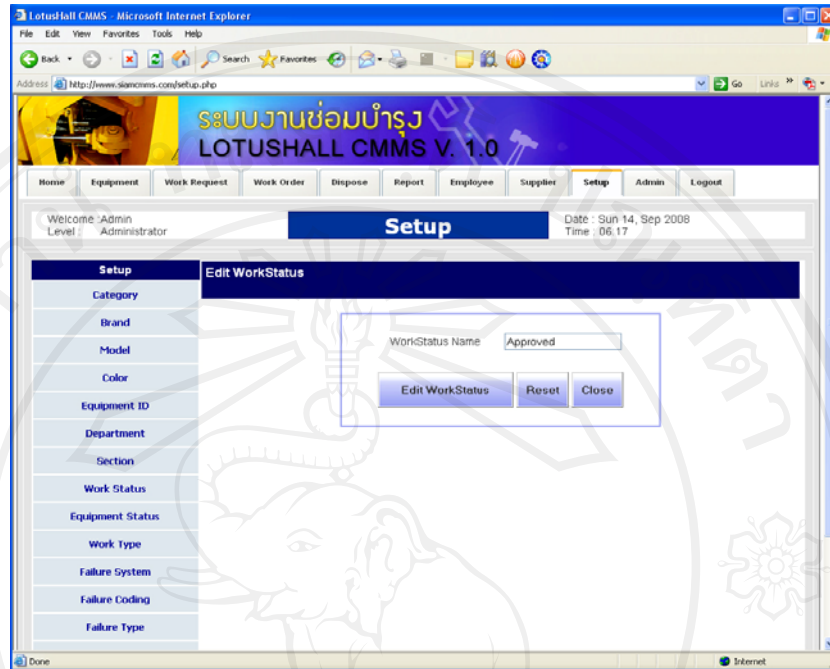 LotusHall CMMS - Microsoft Internet Explorer
File Edit View Favorites Tools Help
Back Search Favorites
Address http://www.siamcmms.com/setup.php Go Links »
ระบบงานซ่อมบำรุง
LOTUSHALL CMMS V. 1.0
Home Equipment Work Request Work Order Dispose Report Employee Supplier Setup Admin Logout
Welcome :Admin
Level : Administrator
Setup
Date : Sun 14, Sep 2008
Time : 06:17
Setup
Edit WorkStatus
Category
Brand
Model
Color
Equipment ID
Department
Section
Work Status
Equipment Status
Work Type
Failure System
Failure Coding
Failure Type
WorkStatus Name Approved
Edit WorkStatus Reset Close
Done Internet